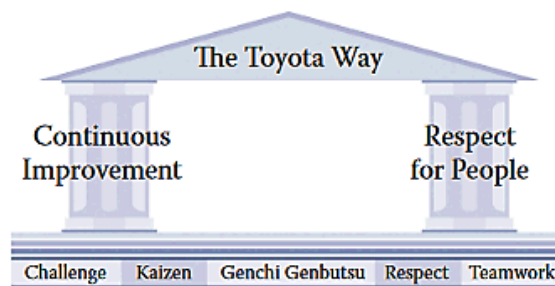 The Toyota Way
Continuous
Improvement
Respect
for People
Challenge Kaizen Genchi Genbutsu Respect Teamwork